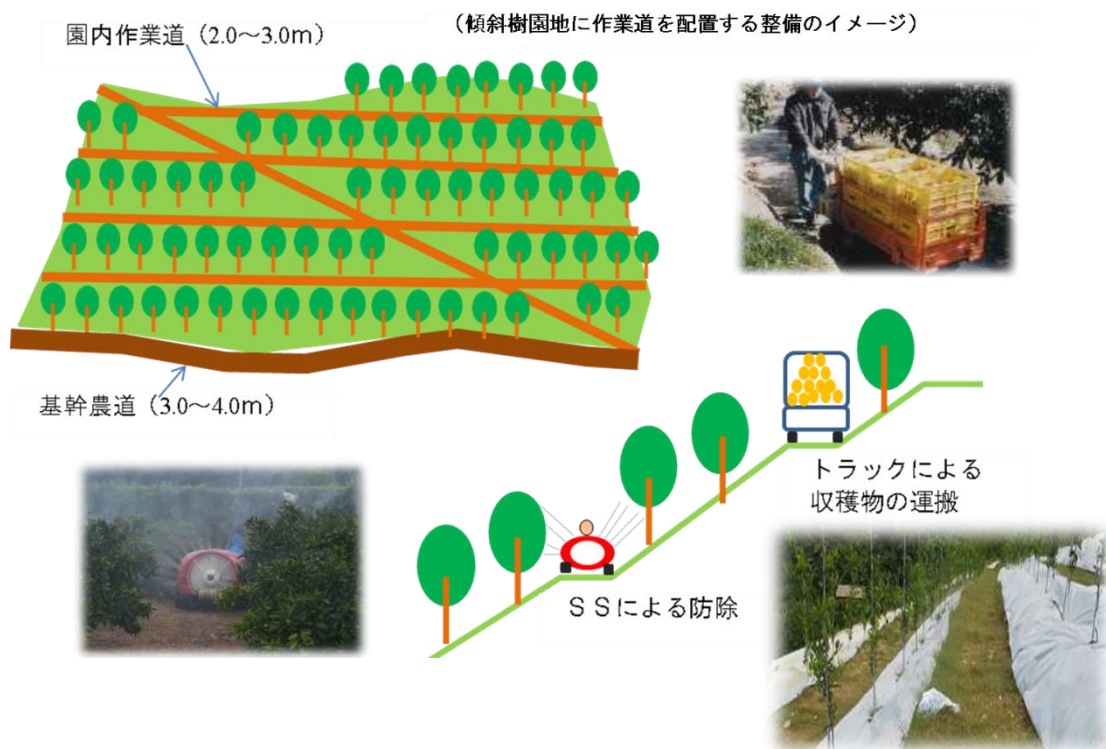 （傾斜樹園地に作業道を配置する整備のイメージ）
園内作業道（2.0～3.0ｍ）
基幹農道（3.0～4.0ｍ）
トラックによる
収穫物の運搬
ＳＳによる防除